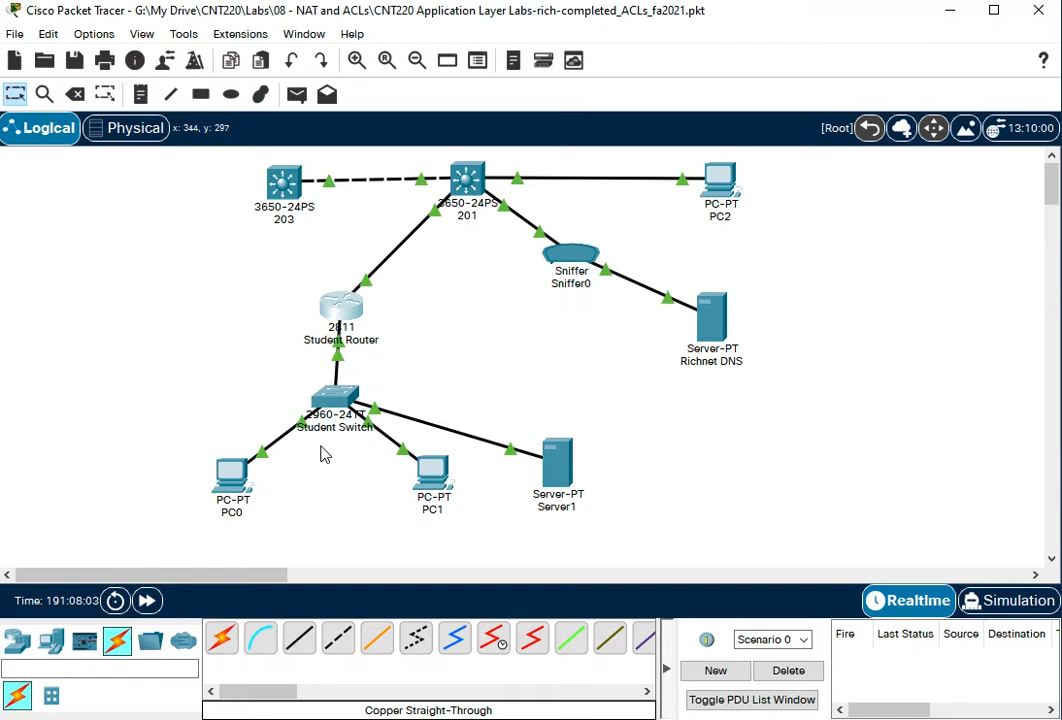 Cisco Packet Tracer - G:\My Drive\CNT220\Labs\08 - NAT and ACLs\CNT220 Application Layer Labs-rich-completed_ACLs_fa2021.pkt
File Edit Options View Tools Extensions Window Help
Logical Physical x: 344, y: 297 [Root] 13:10:00
3650-24PS
203
3650-24PS
201
PC-PT
PC2
Sniffer
Sniffer0
2811
Student Router
Server-PT
Richnet DNS
2960-24TT
Student Switch
PC-PT
PC0
PC-PT
PC1
Server-PT
Server1
Time: 191:08:03 Realtime Simulation
Scenario 0
New Delete
Toggle PDU List Window
Fire Last Status Source Destination
Copper Straight-Through